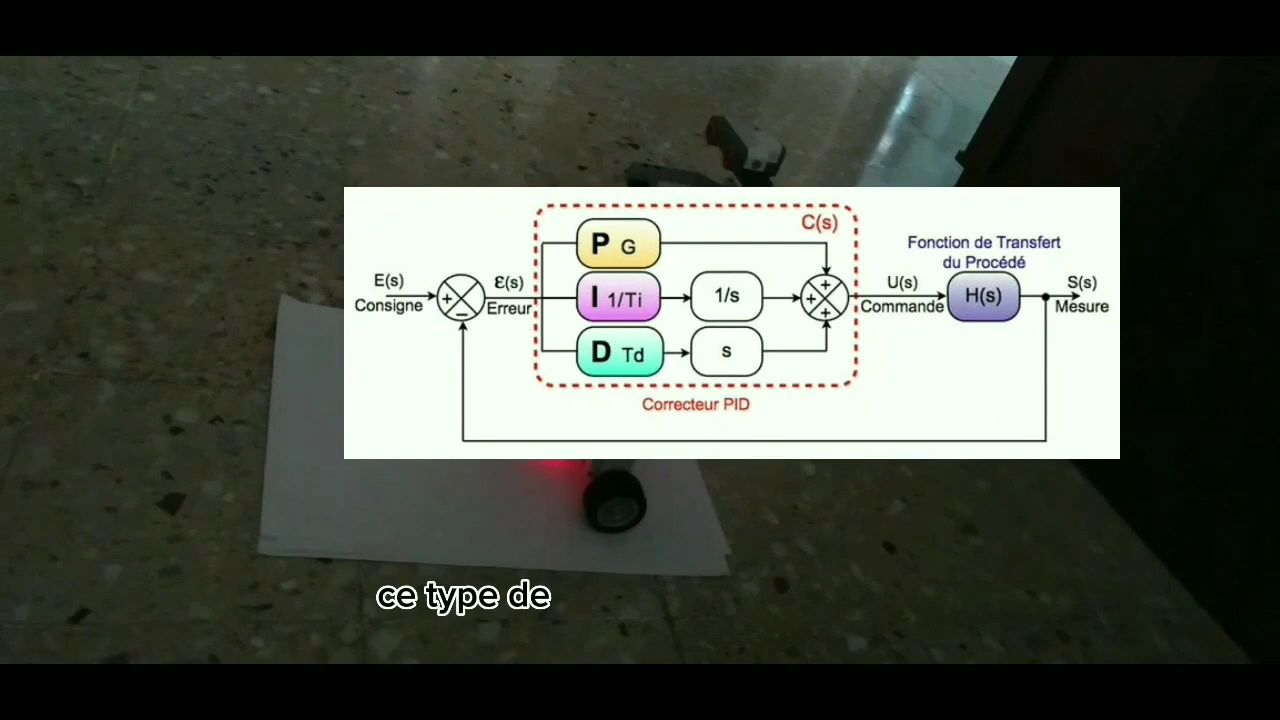 C(s)
P G
Fonction de Transfert
du Procédé
E(s)
Consigne
+
−
Ɛ(s)
Erreur
I 1/Ti
1/s
+
+
+
U(s)
Commande
H(s)
S(s)
Mesure
D Td
s
Correcteur PID
ce type de